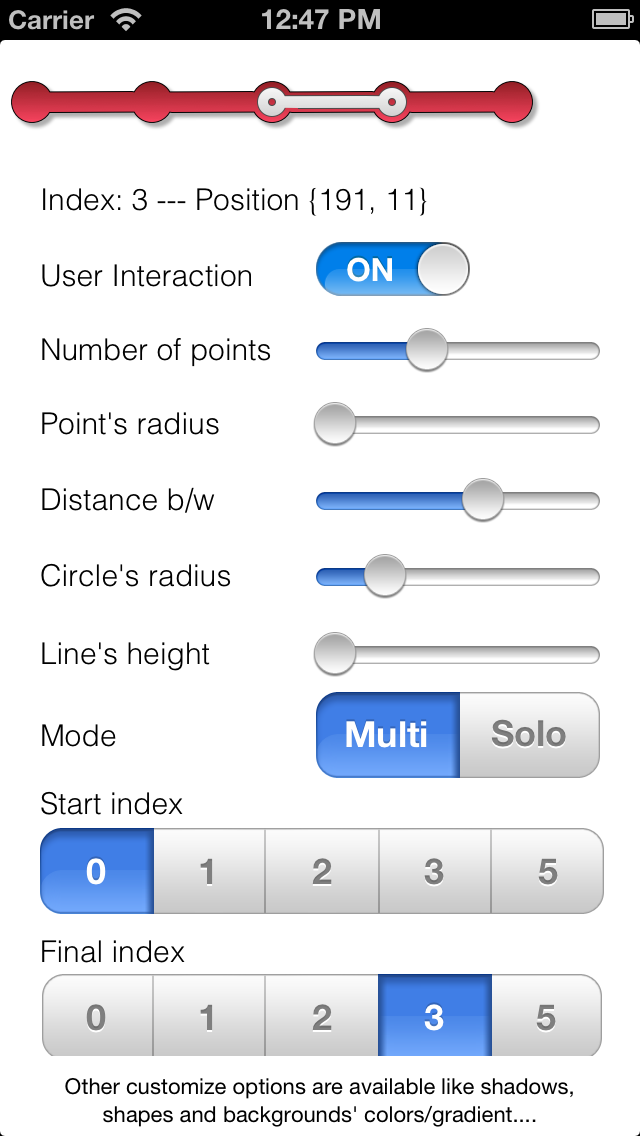 Carrier 12:47 PM
Index: 3 --- Position {191, 11}
User Interaction ON
Number of points
Point's radius
Distance b/w
Circle's radius
Line's height
Mode Multi Solo
Start index
0 1 2 3 5
Final index
0 1 2 3 5
Other customize options are available like shadows,
shapes and backgrounds' colors/gradient....